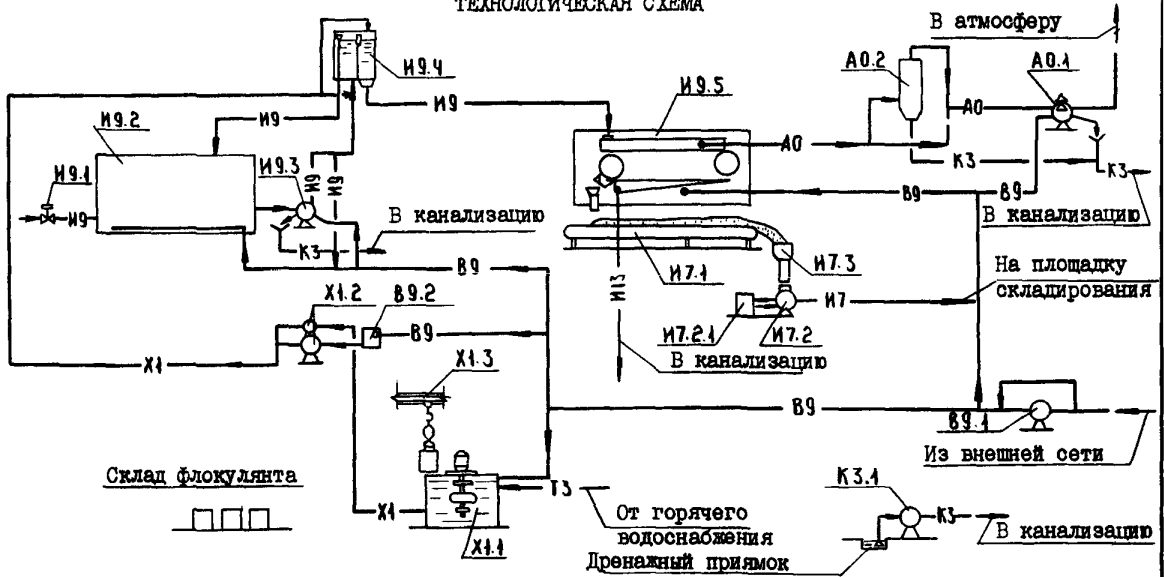 ТЕХНОЛОГИЧЕСКАЯ СХЕМА
В атмосферу
И9.4
А0.2
А0.1
И9
И9.5
А0
И9.2
И9
А0
И9.1
И9.3
К3
К3
И9
И9
И9
В9
В9
В канализацию
В канализацию
К3
И7.1
И7.3
В9
На площадку
складирования
И13
Х1.2
В9.2
И7
В9
И7.2.1
И7.2
Х1
Х1.3
В канализацию
В9
В9.1
Из внешней сети
Склад флокулянта
К3.1
Т3
Х1
От горячего
водоснабжения
К3
В канализацию
Х1.1
Дренажный приямок